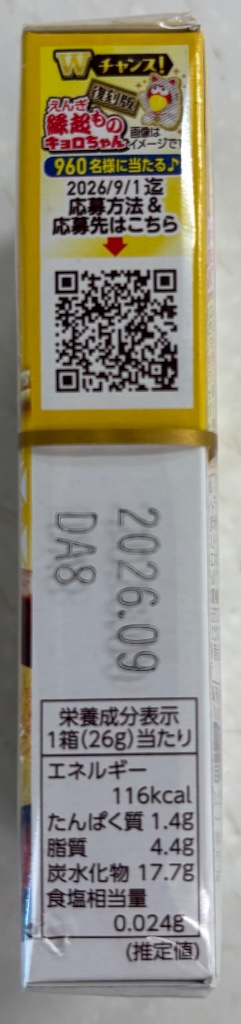 Wチャンス!
復刻版
えんぎ
縁起もの
キョロちゃん
画像は
イメージです
960名様に当たる♪
2026/9/1迄
応募方法&
応募先はこちら
2026.09
DA8
栄養成分表示
1箱(26g)当たり
エネルギー
116kcal
たんぱく質 1.4g
脂質 4.4g
炭水化物 17.7g
食塩相当量
0.024g
(推定値)